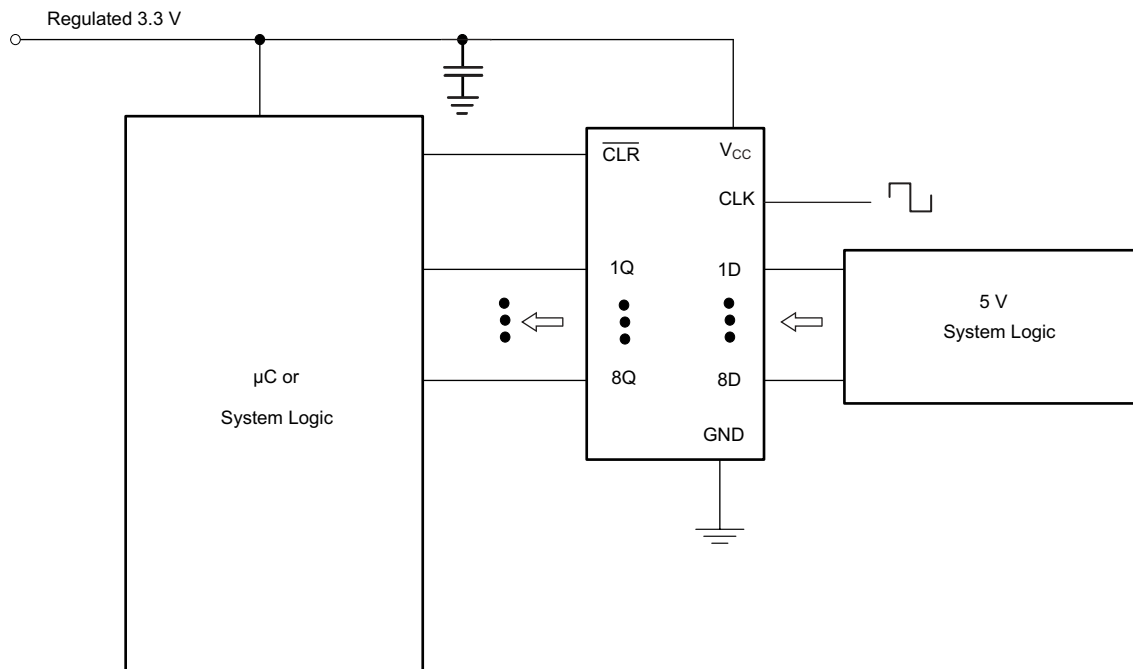 Regulated 3.3 V
CLR
VCC
CLK
1Q
1D
5 V
System Logic
µC or
System Logic
8Q
8D
GND